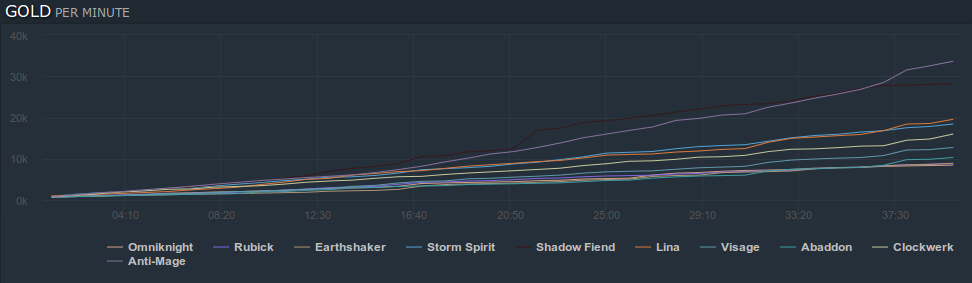 GOLD PER MINUTE
40k
30k
20k
10k
0k
04:10 08:20 12:30 16:40 20:50 25:00 29:10 33:20 37:30
Omniknight Rubick Earthshaker Storm Spirit Shadow Fiend Lina Visage Abaddon Clockwerk
Anti-Mage